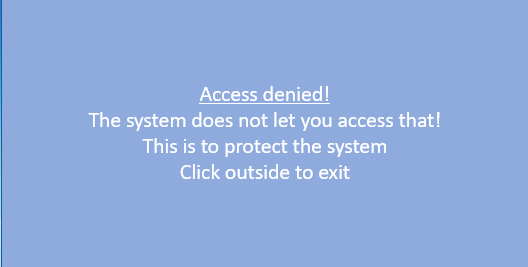 Access denied!
The system does not let you access that!
This is to protect the system
Click outside to exit